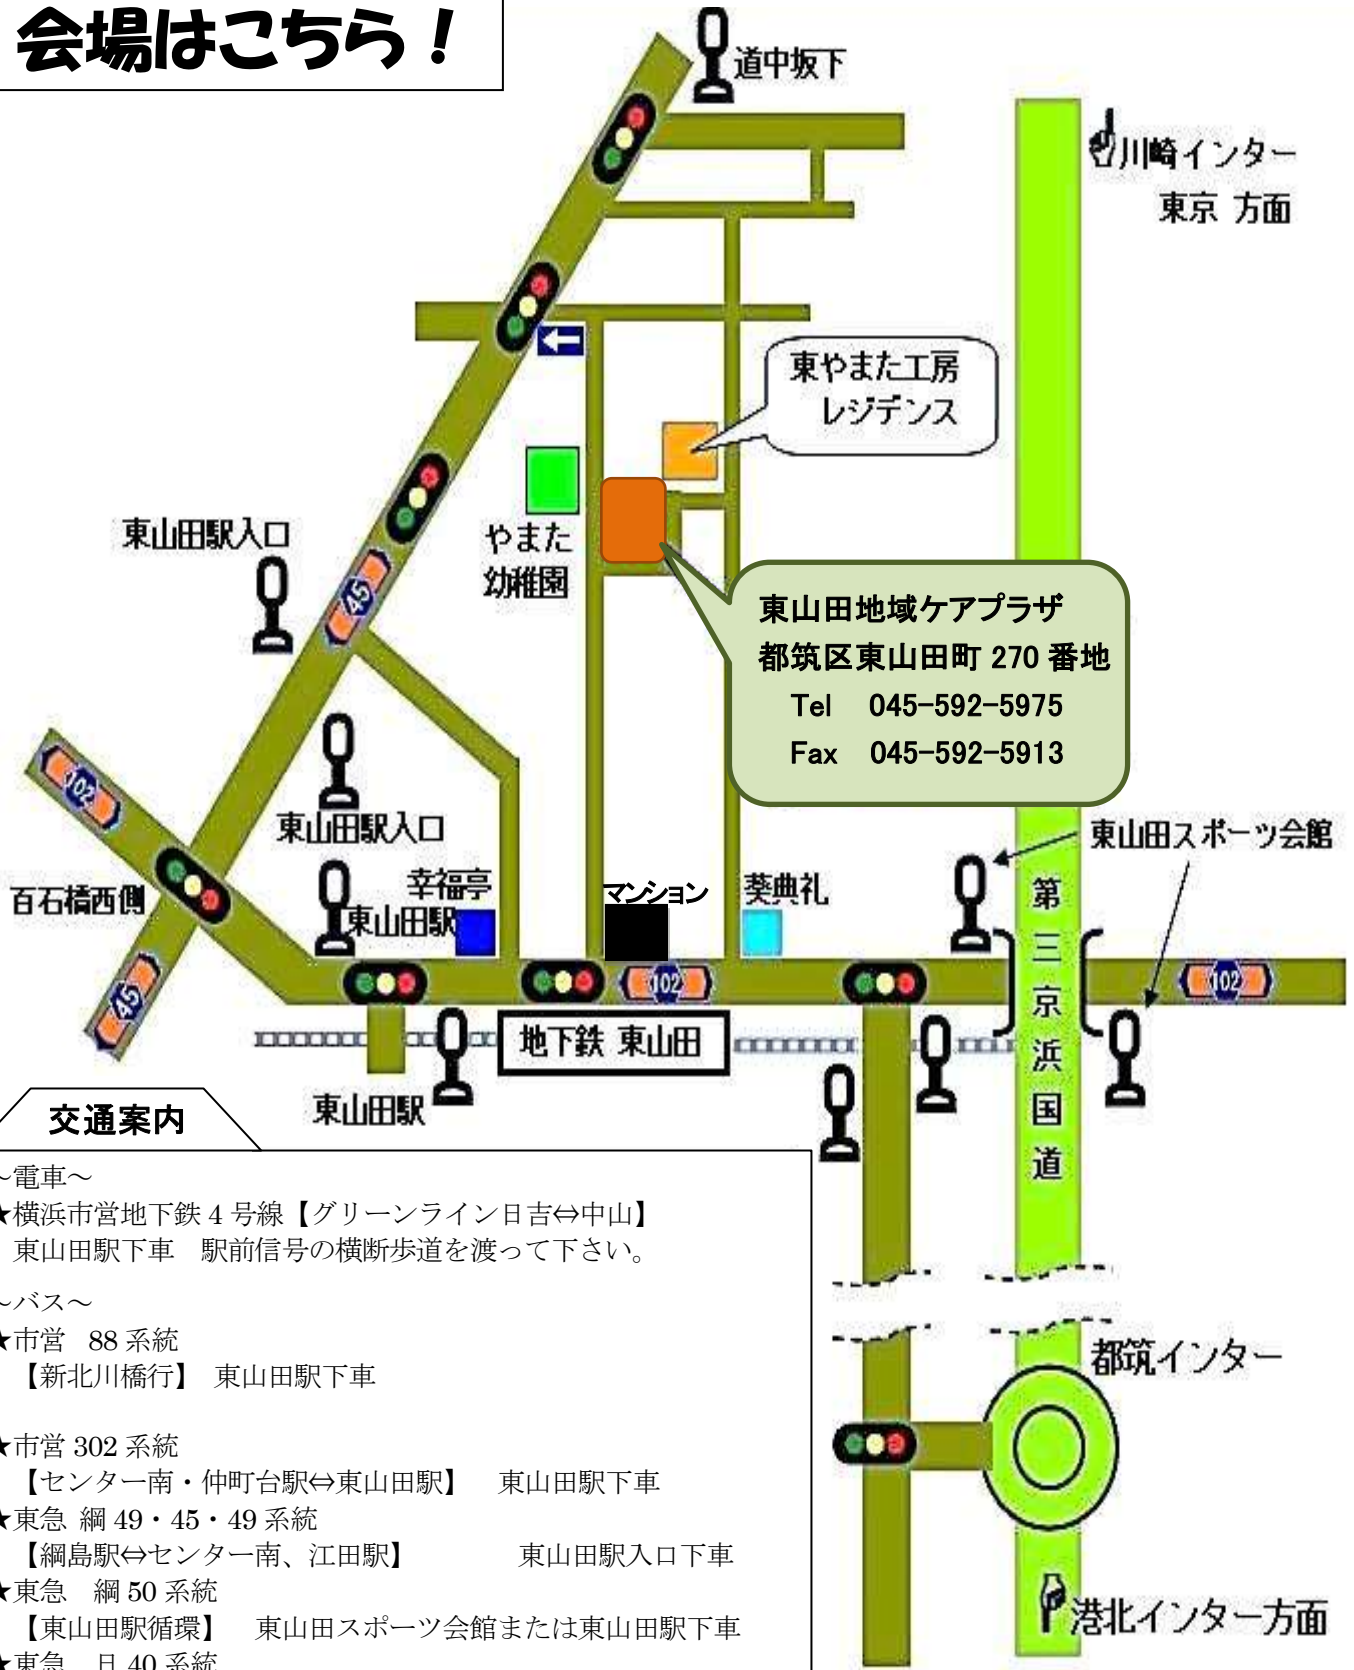 会場はこちら！
道中坂下
川崎インター
東京 方面
東やまた工房
レジデンス
やまた
幼稚園
東山田駅入口
45
東山田地域ケアプラザ
都筑区東山田町 270 番地
Tel 045-592-5975
Fax 045-592-5913
102
東山田駅入口
東山田スポーツ会館
百石橋西側
幸福亭
東山田駅
マンション
葵典礼
第三京浜国道
45
102
102
地下鉄 東山田
東山田駅
交通案内
～電車～
★横浜市営地下鉄 4 号線【グリーンライン日吉⇔中山】
東山田駅下車 駅前信号の横断歩道を渡って下さい。
～バス～
★市営 88 系統
【新北川橋行】 東山田駅下車
★市営 302 系統
【センター南・仲町台駅⇔東山田駅】 東山田駅下車
★東急 綱 49・45・49 系統
【綱島駅⇔センター南、江田駅】 東山田駅入口下車
★東急 綱 50 系統
【東山田駅循環】 東山田スポーツ会館または東山田駅下車
★東急 日 40 系統
都筑インター
港北インター方面